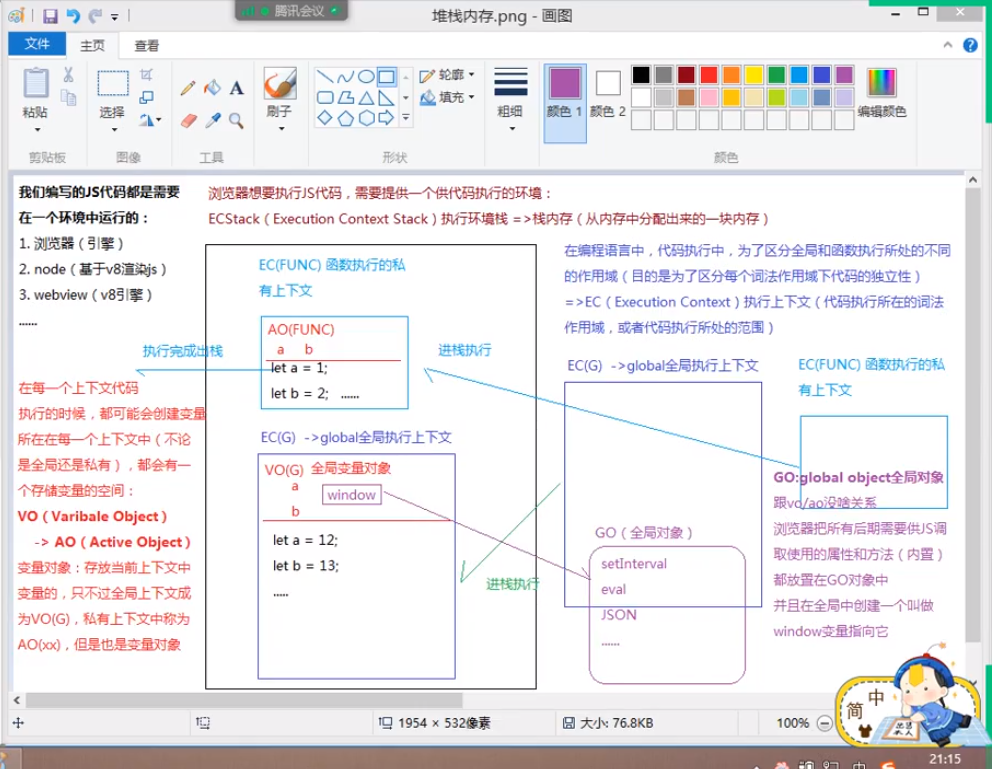 腾讯会议
堆栈内存.png - 画图
文件
主页
查看
粘贴
选择
刷子
轮廓
填充
粗细
颜色 1
颜色 2
编辑颜色
剪贴板
图像
工具
形状
颜色
我们编写的JS代码都是需要
在一个环境中运行的：
1. 浏览器（引擎）
2. node（基于v8渲染js）
3. webview（v8引擎）
......
浏览器想要执行JS代码，需要提供一个供代码执行的环境：
ECStack（Execution Context Stack）执行环境栈 =>栈内存（从内存中分配出来的一块内存）
EC(FUNC) 函数执行的私
有上下文
AO(FUNC)
a b
let a = 1;
let b = 2; ......
执行完成出栈
进栈执行
在编程语言中，代码执行中，为了区分全局和函数执行所处的不同
的作用域（目的是为了区分每个词法作用域下代码的独立性）
=>EC（Execution Context）执行上下文（代码执行所在的词法
作用域，或者代码执行所处的范围）
EC(G) ->global全局执行上下文
EC(FUNC) 函数执行的私
有上下文
在每一个上下文代码
执行的时候，都可能会创建变量
所在在每一个上下文中（不论
是全局还是私有），都会有一
个存储变量的空间：
VO（Varibale Object）
-> AO（Active Object）
变量对象：存放当前上下文中
变量的，只不过全局上下文成
为VO(G)，私有上下文中称为
AO(xx)，但是也是变量对象
EC(G) ->global全局执行上下文
VO(G) 全局变量对象
a
window
b
let a = 12;
let b = 13;
.....
进栈执行
GO（全局对象）
setInterval
eval
JSON
......
GO:global object全局对象
跟vo/ao没啥关系
浏览器把所有后期需要供JS调
取使用的属性和方法（内置）
都放置在GO对象中
并且在全局中创建一个叫做
window变量指向它
1954 × 532像素
大小: 76.8KB
100%
简
中
中
21:15